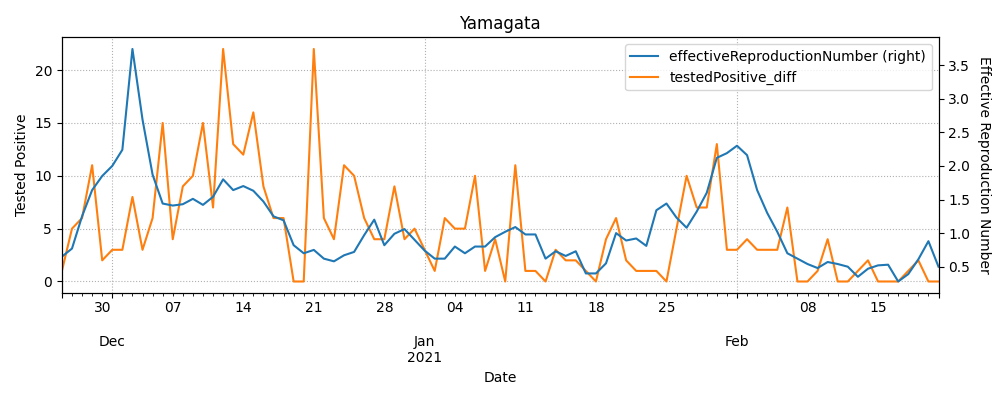 Yamagata
effectiveReproductionNumber (right)
testedPositive_diff
Tested Positive
20
15
10
5
0
3.5
3.0
2.5
2.0
1.5
1.0
0.5
Effective Reproduction Number
30 07 14 21 28 04 11 18 25 08 15
Dec Jan Feb
2021
Date